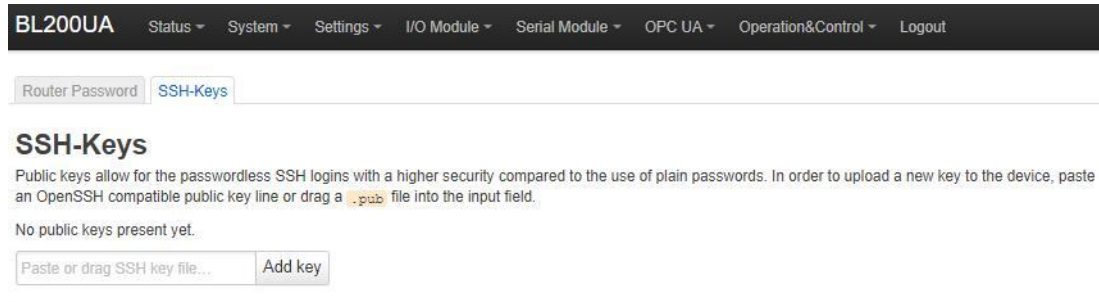 BL200UA Status System Settings I/O Module Serial Module OPC UA Operation&Control Logout
Router Password SSH-Keys
SSH-Keys
Public keys allow for the passwordless SSH logins with a higher security compared to the use of plain passwords. In order to upload a new key to the device, paste
an OpenSSH compatible public key line or drag a .pub file into the input field.
No public keys present yet.
Paste or drag SSH key file... Add key